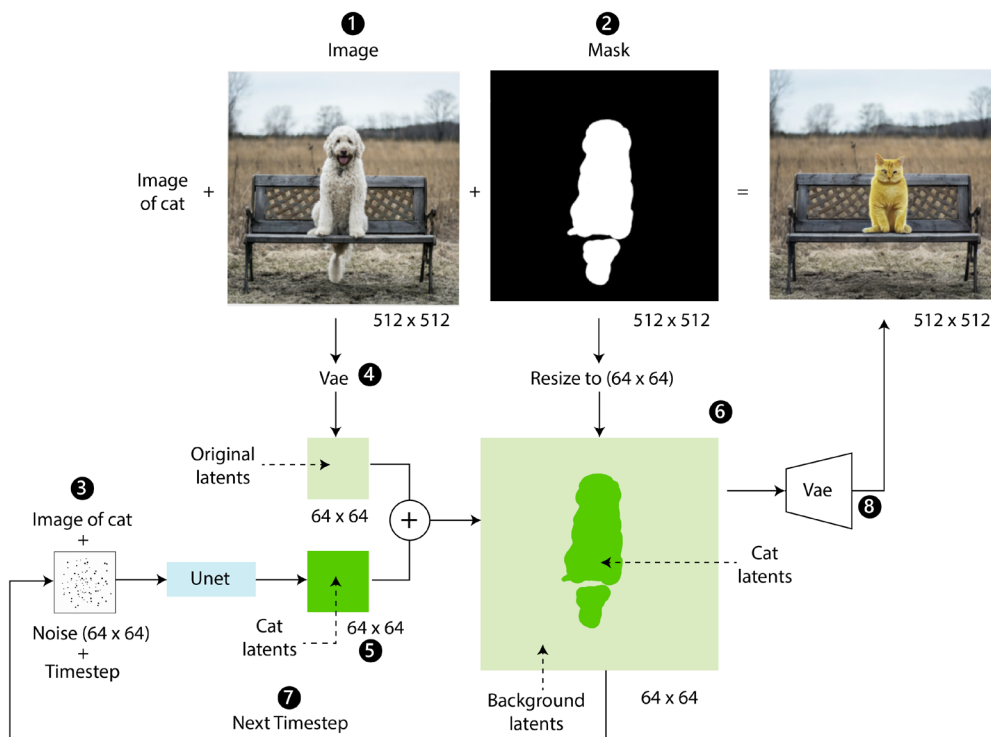 1
Image
2
Mask
Image
of cat
+
+
=
512 x 512
512 x 512
512 x 512
Vae
4
Resize to (64 x 64)
6
Original
latents
64 x 64
3
Image of cat
+
+
Vae
8
Unet
Cat
latents
Noise (64 x 64)
+
Timestep
Cat
latents
64 x 64
5
7
Next Timestep
Background
latents
64 x 64